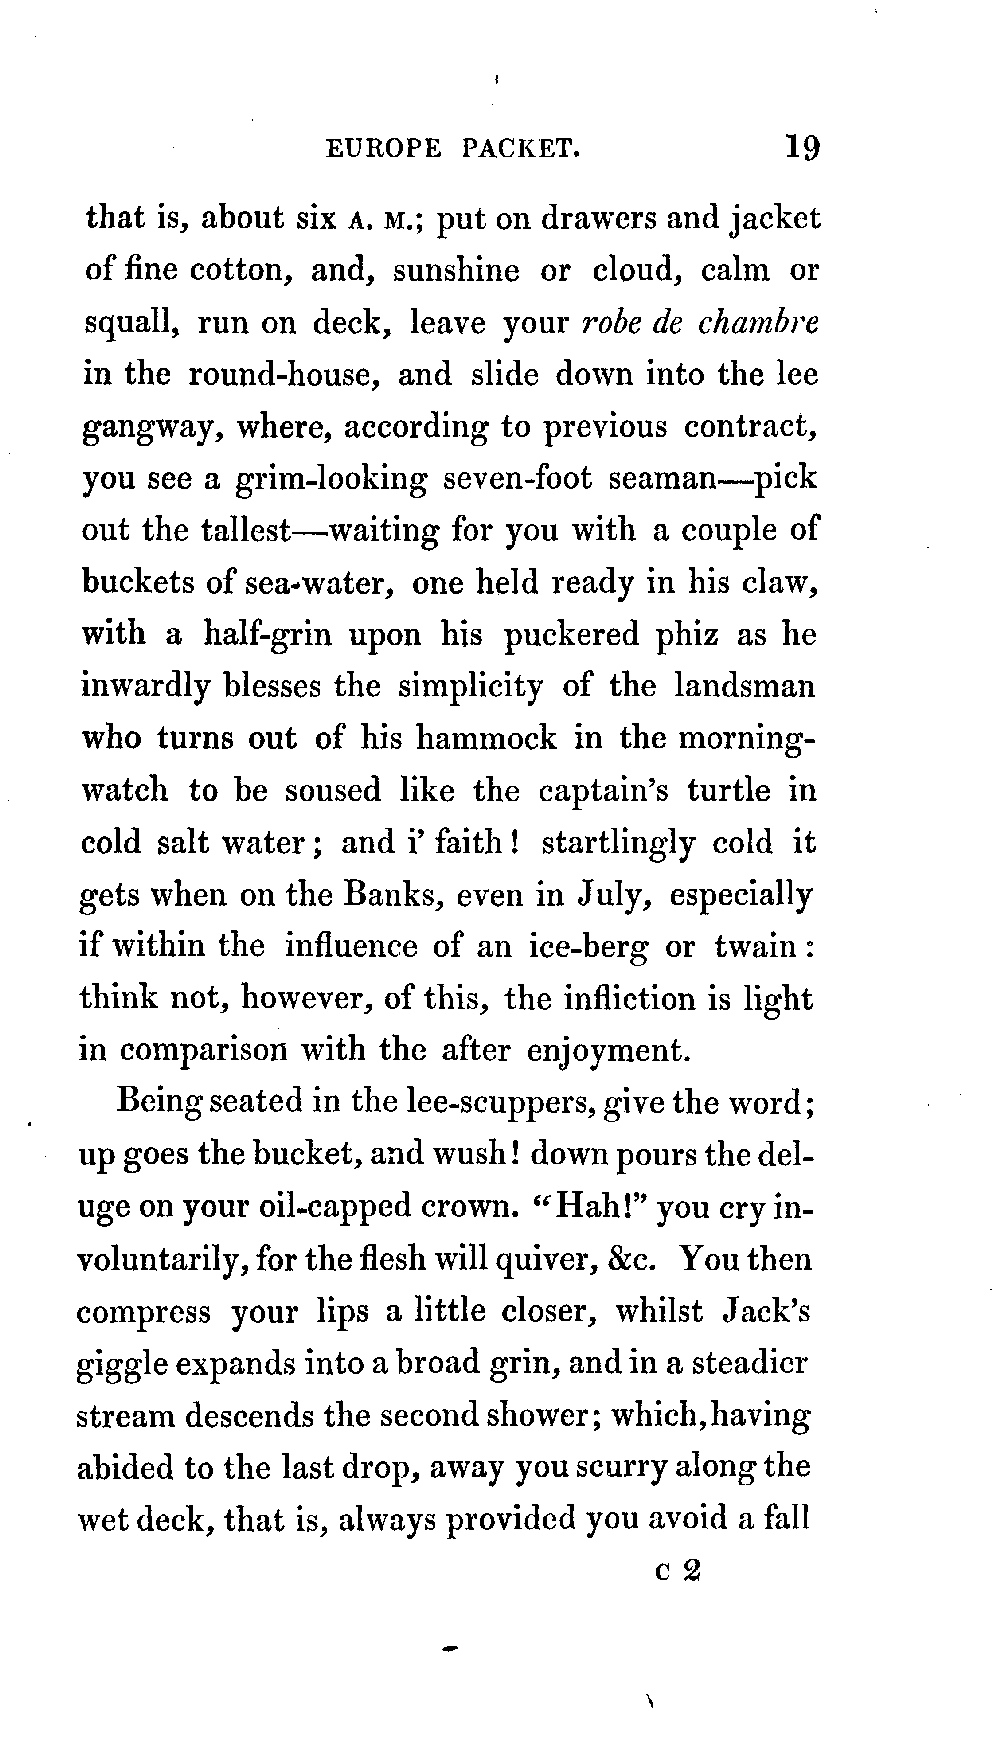 EUROPE PACKET. 19
that is, about six A. M.; put on drawers and jacket
of fine cotton, and, sunshine or cloud, calm or
squall, run on deck, leave your robe de chambre
in the round-house, and slide down into the lee
gangway, where, according to previous contract,
you see a grim-looking seven-foot seaman—pick
out the tallest—waiting for you with a couple of
buckets of sea-water, one held ready in his claw,
with a half-grin upon his puckered phiz as he
inwardly blesses the simplicity of the landsman
who turns out of his hammock in the morning-
watch to be soused like the captain's turtle in
cold salt water; and i' faith! startlingly cold it
gets when on the Banks, even in July, especially
if within the influence of an ice-berg or twain:
think not, however, of this, the infliction is light
in comparison with the after enjoyment.
Being seated in the lee-scuppers, give the word;
up goes the bucket, and wush! down pours the del-
uge on your oil-capped crown. "Hah!" you cry in-
voluntarily, for the flesh will quiver, &c. You then
compress your lips a little closer, whilst Jack's
giggle expands into a broad grin, and in a steadier
stream descends the second shower; which, having
abided to the last drop, away you scurry along the
wet deck, that is, always provided you avoid a fall
C 2